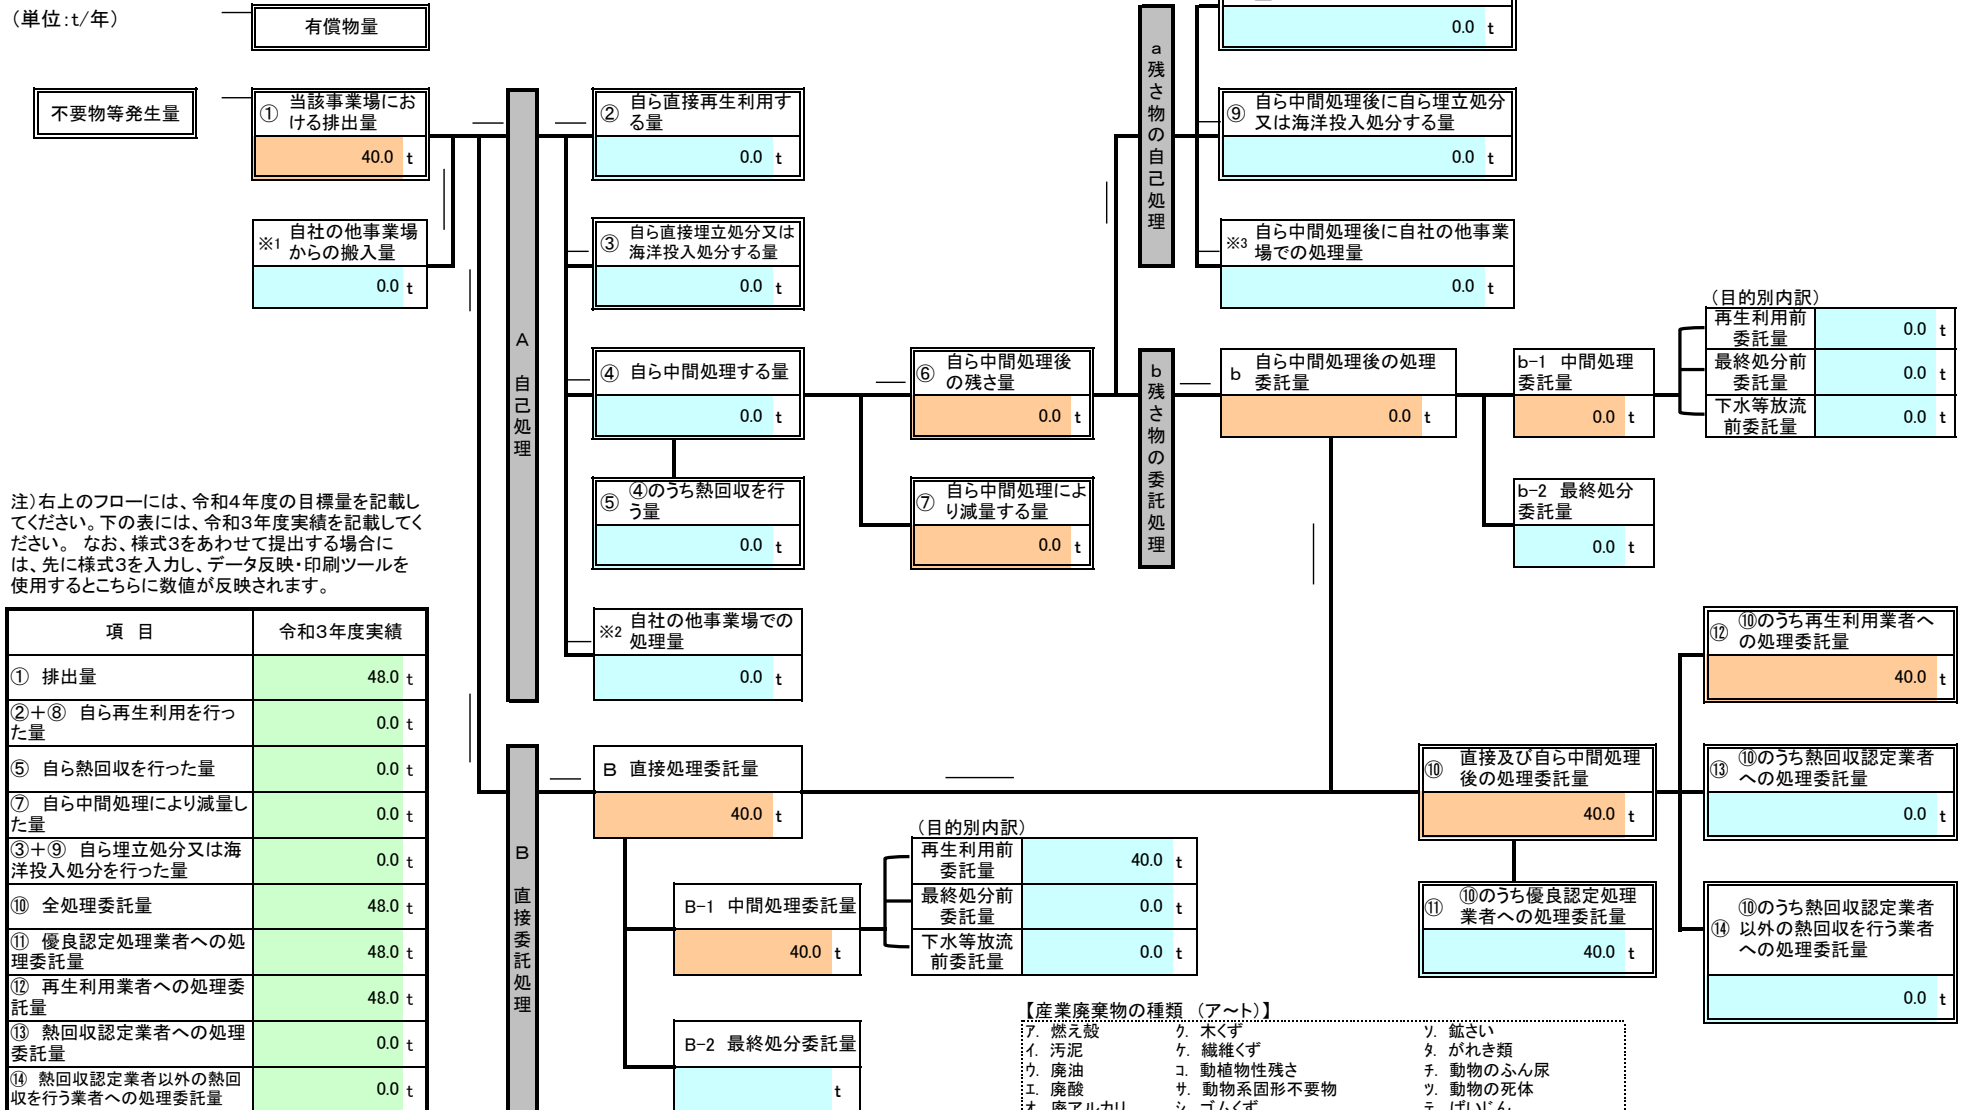 （単位：t/年）
有償物量
0.0 t
不要物等発生量
① 当該事業場にお
ける排出量
40.0 t
※1 自社の他事業場
からの搬入量
0.0 t
A 自己処理
② 自ら直接再生利用す
る量
0.0 t
③ 自ら直接埋立処分又は
海洋投入処分する量
0.0 t
④ 自ら中間処理する量
0.0 t
⑤ ④のうち熱回収を行
う量
0.0 t
※2 自社の他事業場での
処理量
0.0 t
⑥ 自ら中間処理後
の残さ量
0.0 t
⑦ 自ら中間処理によ
り減量する量
0.0 t
a 残さ物の自己処理
⑨ 自ら中間処理後に自ら埋立処分
又は海洋投入処分する量
0.0 t
※3 自ら中間処理後に自社の他事業
場での処理量
0.0 t
b 残さ物の委託処理
b 自ら中間処理後の処理
委託量
0.0 t
b-1 中間処理
委託量
0.0 t
b-2 最終処分
委託量
0.0 t
（目的別内訳）
再生利用前
委託量
0.0 t
最終処分前
委託量
0.0 t
下水等放流
前委託量
0.0 t
注）右上のフローには、令和４年度の目標量を記載し
てください。下の表には、令和３年度実績を記載してく
ださい。 なお、様式３をあわせて提出する場合に
は、先に様式３を入力し、データ反映・印刷ツールを
使用するとこちらに数値が反映されます。
項 目 令和３年度実績
① 排出量 48.0 t
②＋⑧ 自ら再生利用を行っ
た量 0.0 t
⑤ 自ら熱回収を行った量 0.0 t
⑦ 自ら中間処理により減量し
た量 0.0 t
③＋⑨ 自ら埋立処分又は海
洋投入処分を行った量 0.0 t
⑩ 全処理委託量 48.0 t
⑪ 優良認定処理業者への処
理委託量 48.0 t
⑫ 再生利用業者への処理委
託量 48.0 t
⑬ 熱回収認定業者への処理
委託量 0.0 t
⑭ 熱回収認定業者以外の熱回
収を行う業者への処理委託量 0.0 t
B 直接委託処理
B 直接処理委託量
40.0 t
B-1 中間処理委託量
40.0 t
B-2 最終処分委託量
t
（目的別内訳）
再生利用前
委託量
40.0 t
最終処分前
委託量
0.0 t
下水等放流
前委託量
0.0 t
⑩ 直接及び自ら中間処理
後の処理委託量
40.0 t
⑪ ⑩のうち優良認定処理
業者への処理委託量
40.0 t
⑫ ⑩のうち再生利用業者へ
の処理委託量
40.0 t
⑬ ⑩のうち熱回収認定業者
への処理委託量
0.0 t
⑭ ⑩のうち熱回収認定業者
以外の熱回収を行う業者
への処理委託量
0.0 t
【産業廃棄物の種類 （ア～ト）】
ｱ. 燃え殻 ｸ. 木くず ｿ. 鉱さい
ｲ. 汚泥 ｹ. 繊維くず ﾀ. がれき類
ｳ. 廃油 ｺ. 動植物性残さ ﾁ. 動物のふん尿
ｴ. 廃酸 ｻ. 動物系固形不要物 ﾂ. 動物の死体
ｵ. 廃アルカリ ｼ. ゴムくず ﾃ. ばいじん